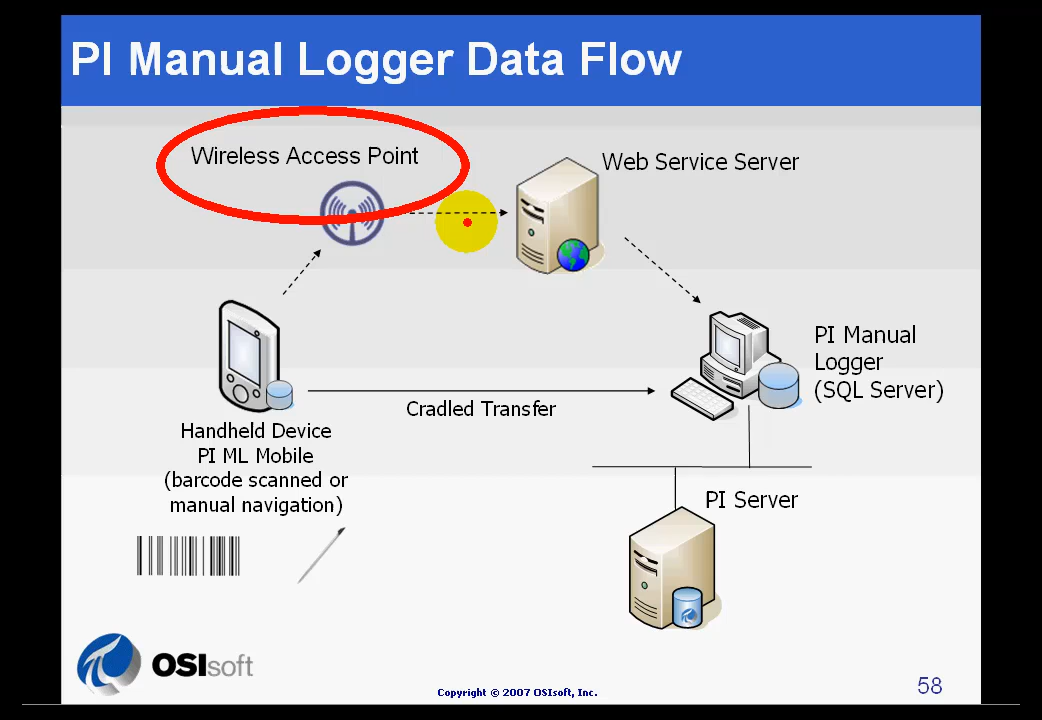 PI Manual Logger Data Flow
Wireless Access Point
Web Service Server
PI Manual
Logger
(SQL Server)
Cradled Transfer
Handheld Device
PI ML Mobile
(barcode scanned or
manual navigation)
PI Server
OSIsoft
Copyright © 2007 OSIsoft, Inc.
58